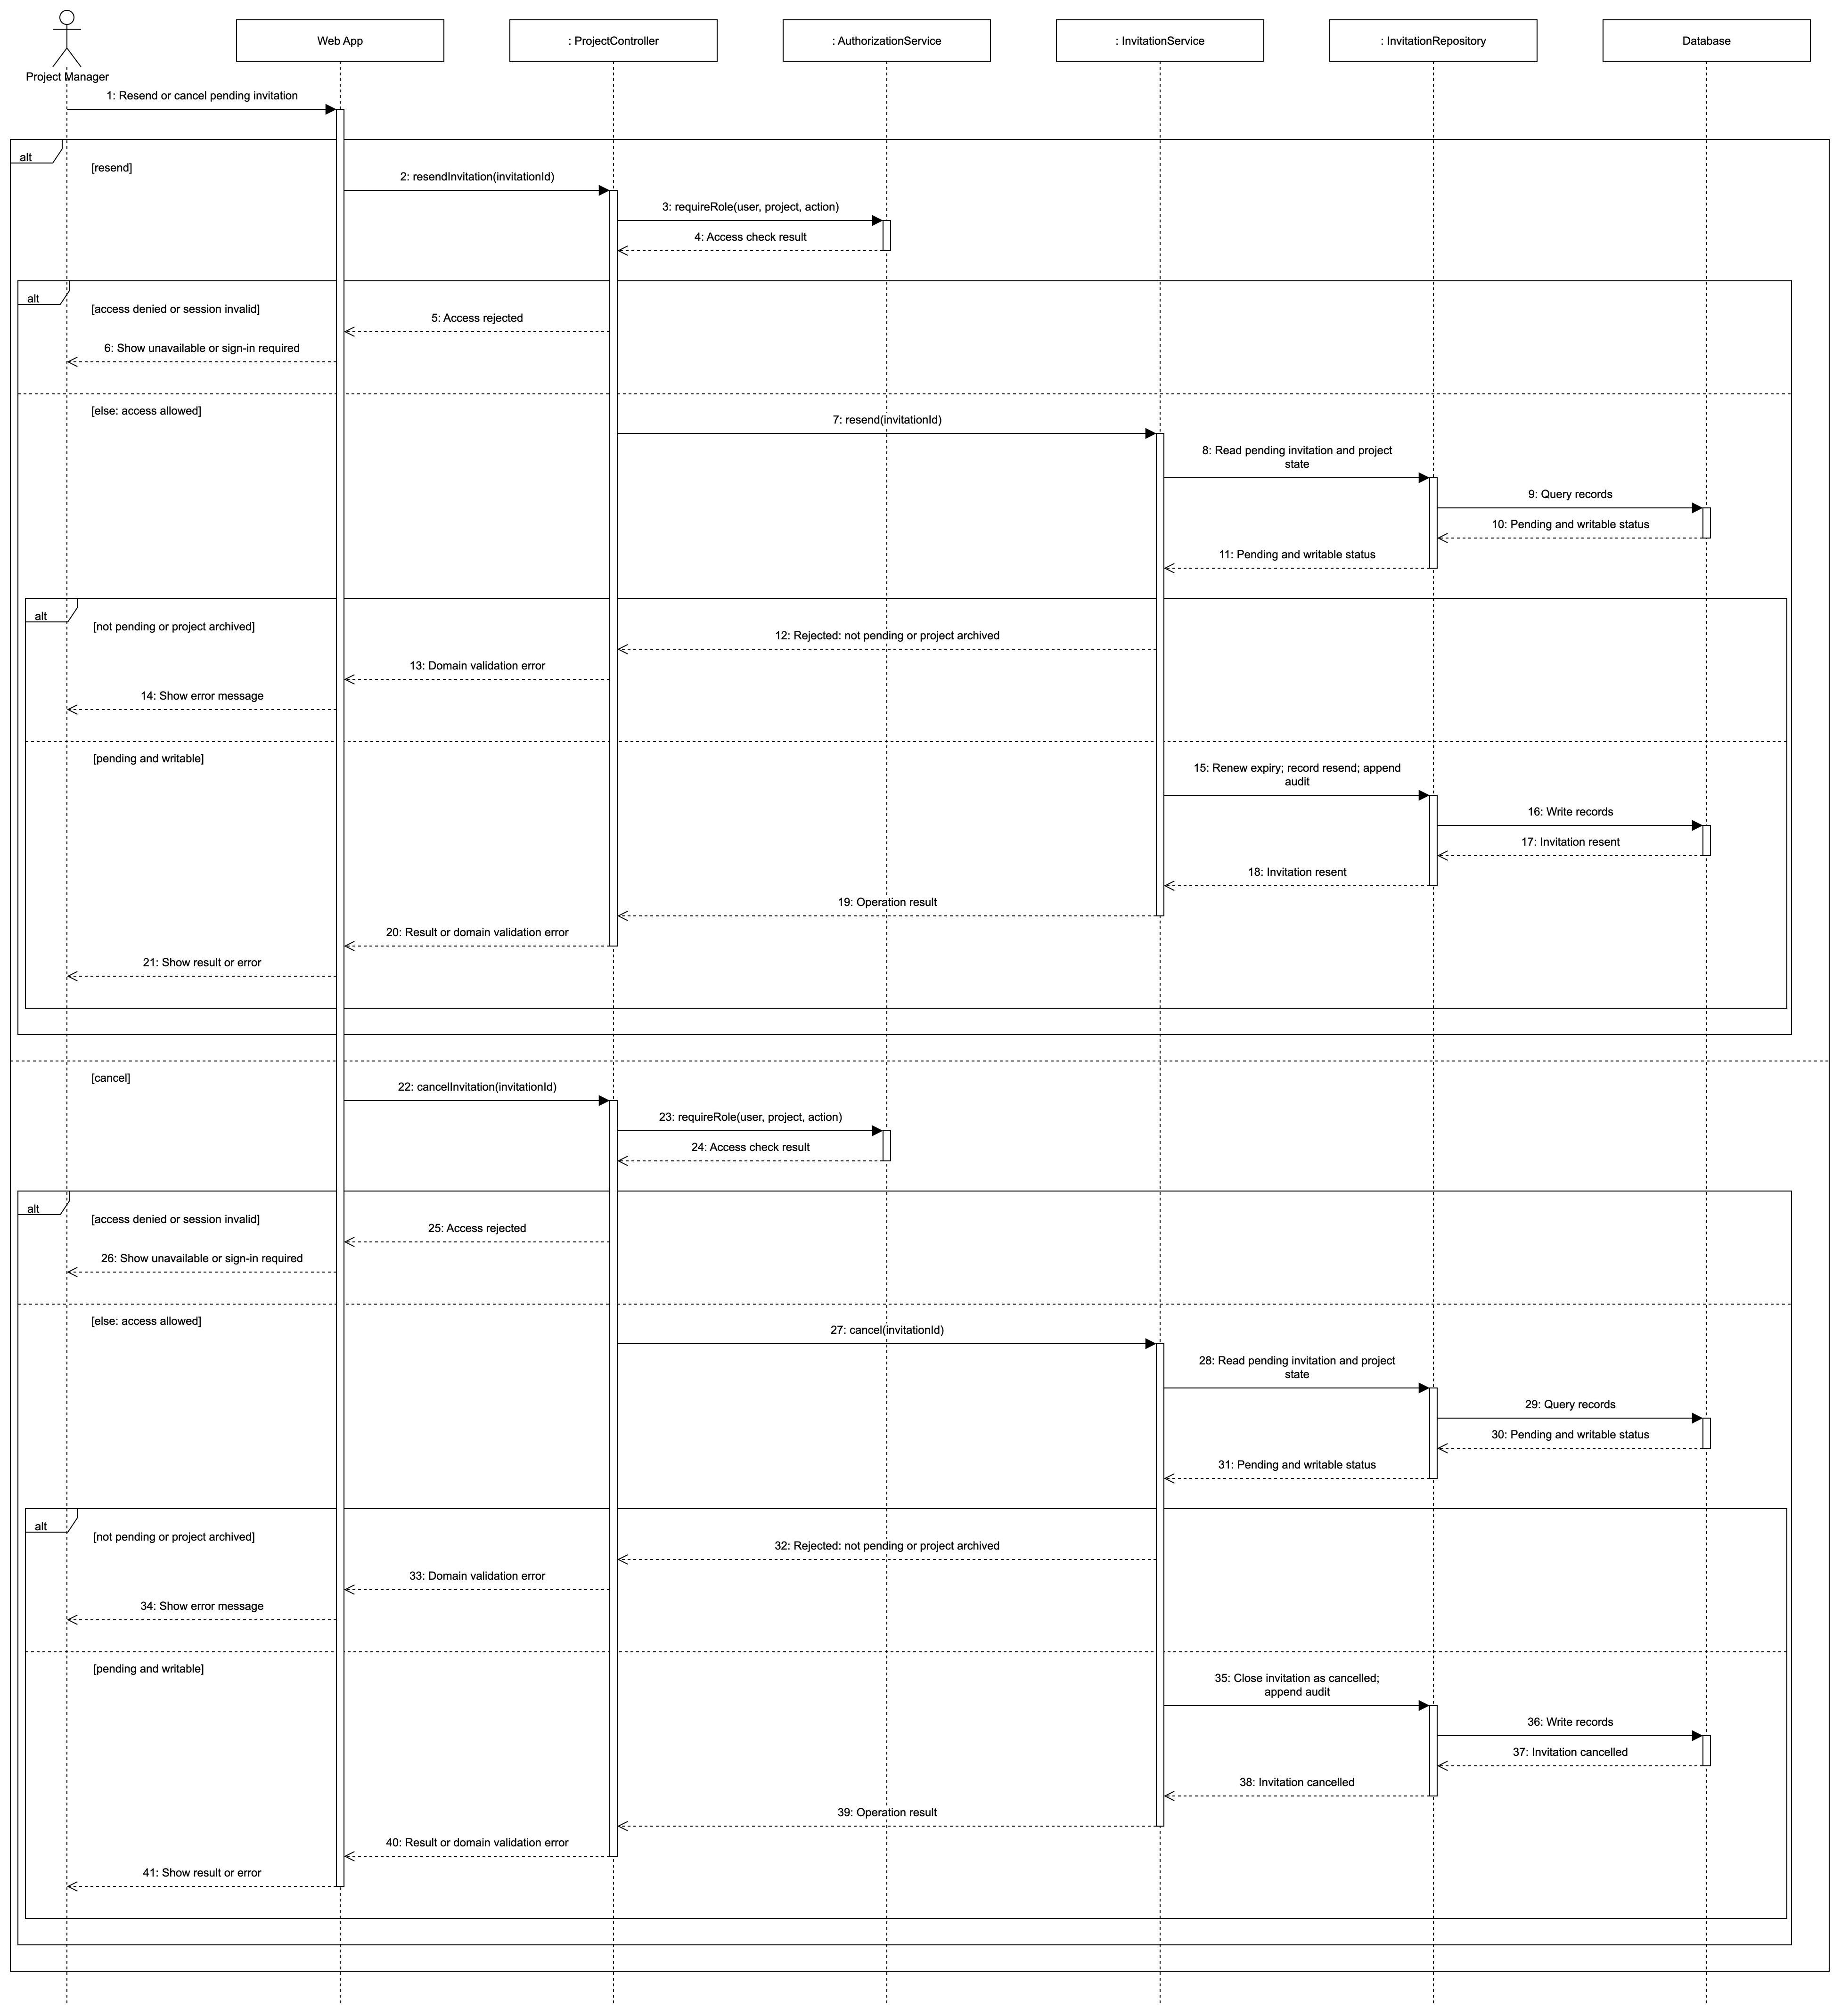 Project Manager
Web App
: ProjectController
: AuthorizationService
: InvitationService
: InvitationRepository
Database
1: Resend or cancel pending invitation
alt
[resend]
2: resendInvitation(invitationId)
3: requireRole(user, project, action)
4: Access check result
alt
[access denied or session invalid]
5: Access rejected
6: Show unavailable or sign-in required
[else: access allowed]
7: resend(invitationId)
8: Read pending invitation and project
state
9: Query records
10: Pending and writable status
11: Pending and writable status
alt
[not pending or project archived]
12: Rejected: not pending or project archived
13: Domain validation error
14: Show error message
[pending and writable]
15: Renew expiry; record resend; append
audit
16: Write records
17: Invitation resent
18: Invitation resent
19: Operation result
20: Result or domain validation error
21: Show result or error
[cancel]
22: cancelInvitation(invitationId)
23: requireRole(user, project, action)
24: Access check result
alt
[access denied or session invalid]
25: Access rejected
26: Show unavailable or sign-in required
[else: access allowed]
27: cancel(invitationId)
28: Read pending invitation and project
state
29: Query records
30: Pending and writable status
31: Pending and writable status
alt
[not pending or project archived]
32: Rejected: not pending or project archived
33: Domain validation error
34: Show error message
[pending and writable]
35: Close invitation as cancelled;
append audit
36: Write records
37: Invitation cancelled
38: Invitation cancelled
39: Operation result
40: Result or domain validation error
41: Show result or error